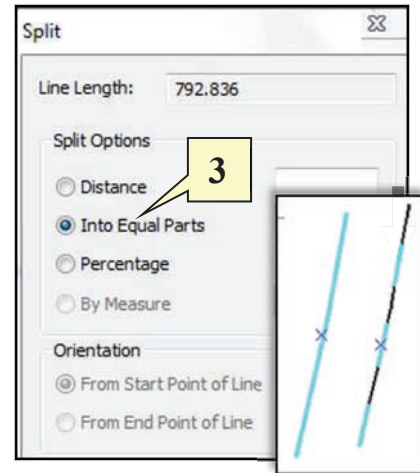 Split
Line Length: 792.836
Split Options
Distance
3
Into Equal Parts
Percentage
By Measure
Orientation
From Start Point of Line
From End Point of Line